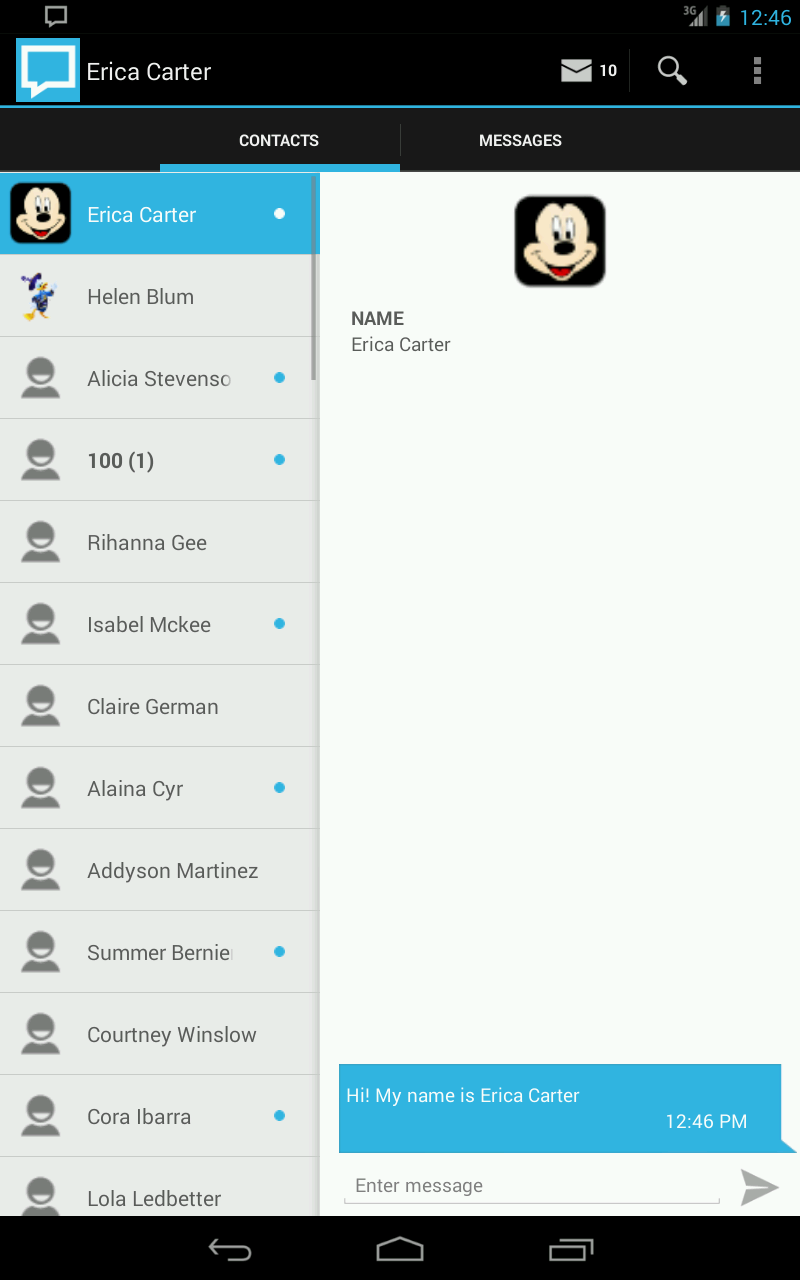 3G 12:46
Erica Carter 10
CONTACTS MESSAGES
Erica Carter
Helen Blum
Alicia Stevenso
100 (1)
Rihanna Gee
Isabel Mckee
Claire German
Alaina Cyr
Addyson Martinez
Summer Bernie
Courtney Winslow
Cora Ibarra
Lola Ledbetter
NAME
Erica Carter
Hi! My name is Erica Carter
12:46 PM
Enter message